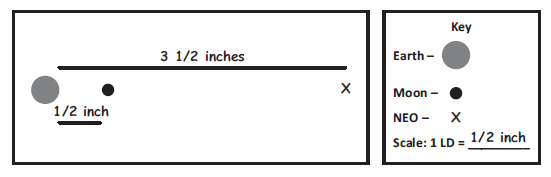 3 1/2 inches
X
1/2 inch
Key
Earth –
Moon –
NEO – X
Scale: 1 LD = 1/2 inch